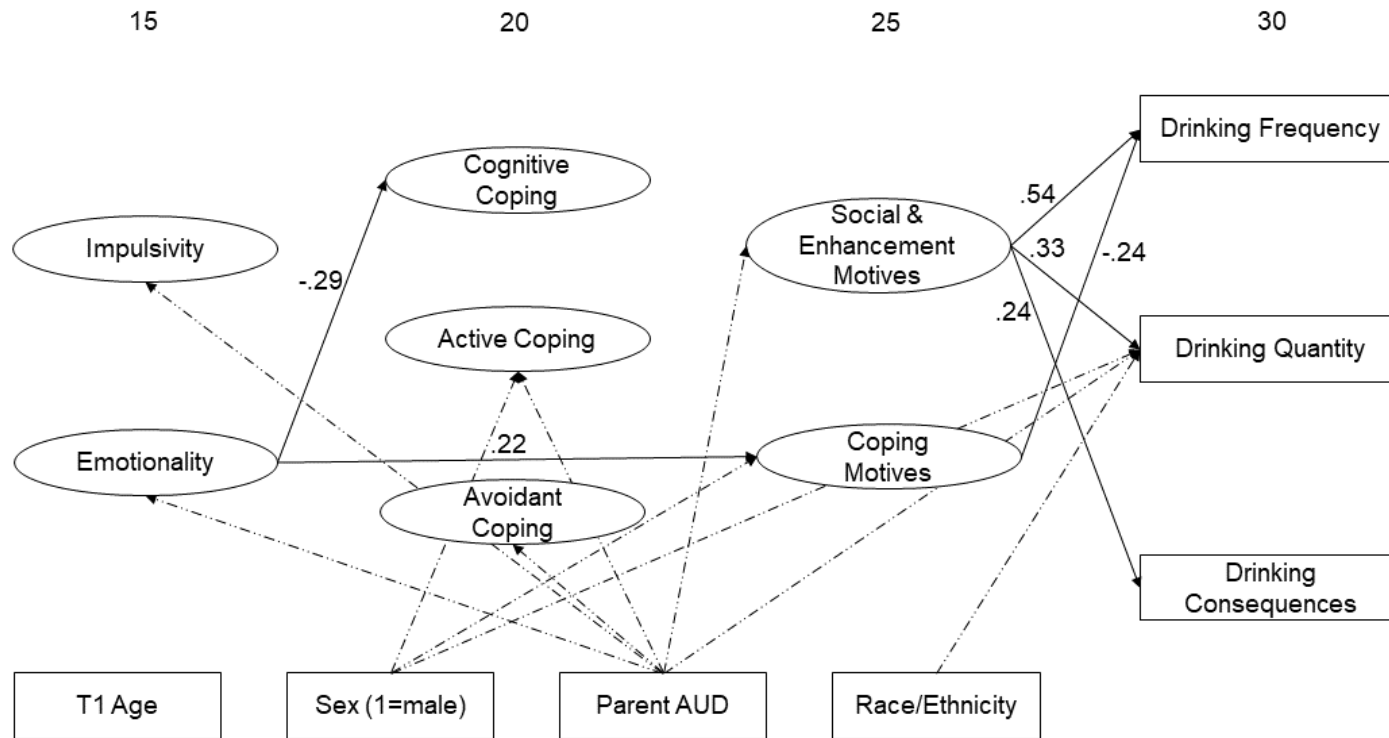 15
20
25
30
Drinking Frequency
Cognitive
Coping
.54
Social &
Enhancement
Motives
Impulsivity
.33
-.24
-.29
.24
Active Coping
Drinking Quantity
.22
Emotionality
Coping
Motives
Avoidant
Coping
Drinking
Consequences
T1 Age
Sex (1=male)
Parent AUD
Race/Ethnicity